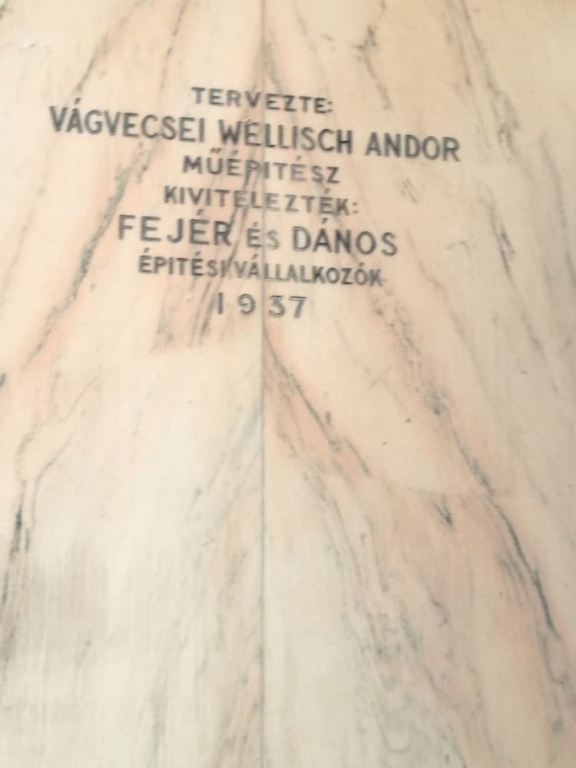 TERVEZTE:
VÁGVECSEI WELLISCH ANDOR
MŰÉPITÉSZ
KIVITELEZTÉK:
FEJÉR ÉS DÁNOS
ÉPITÉSI VÁLLALKOZÓK
1937